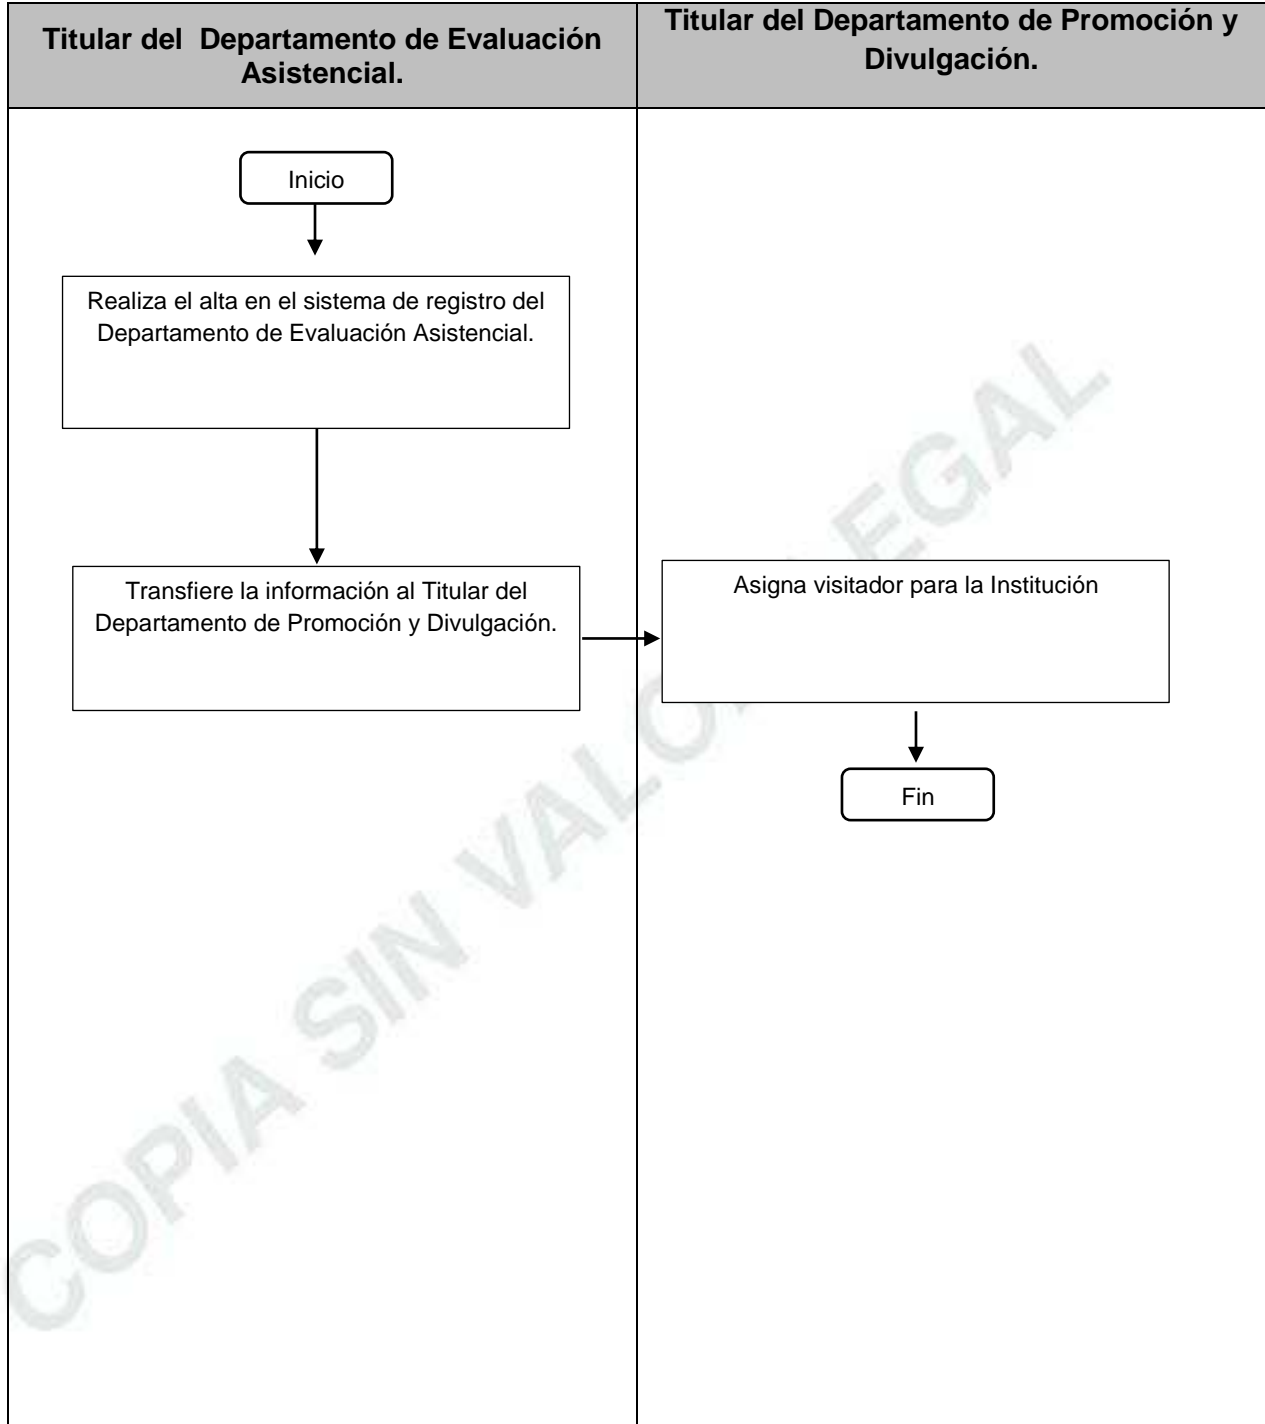 Titular del Departamento de Evaluación
Asistencial.
Titular del Departamento de Promoción y
Divulgación.
Inicio
Realiza el alta en el sistema de registro del
Departamento de Evaluación Asistencial.
Transfiere la información al Titular del
Departamento de Promoción y Divulgación.
Asigna visitador para la Institución
Fin
COPIA SIN VALOR LEGAL